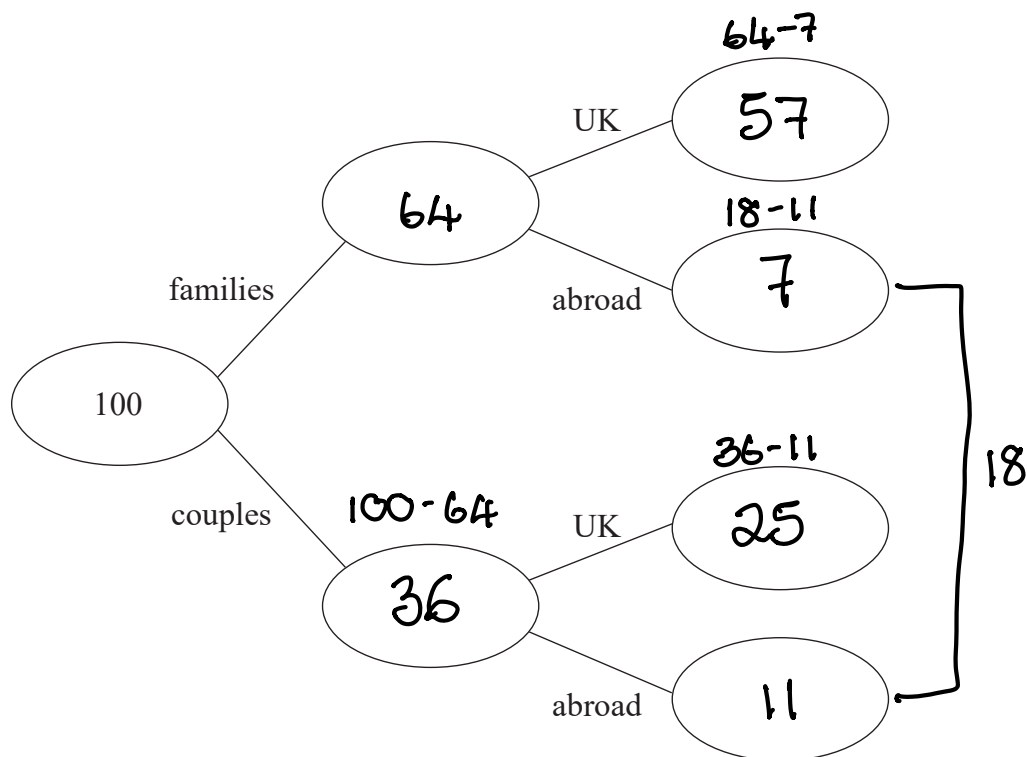 64-7
UK
57
64
18-11
families
abroad
7
100
36-11
18
couples
100-64
UK
25
36
abroad
11